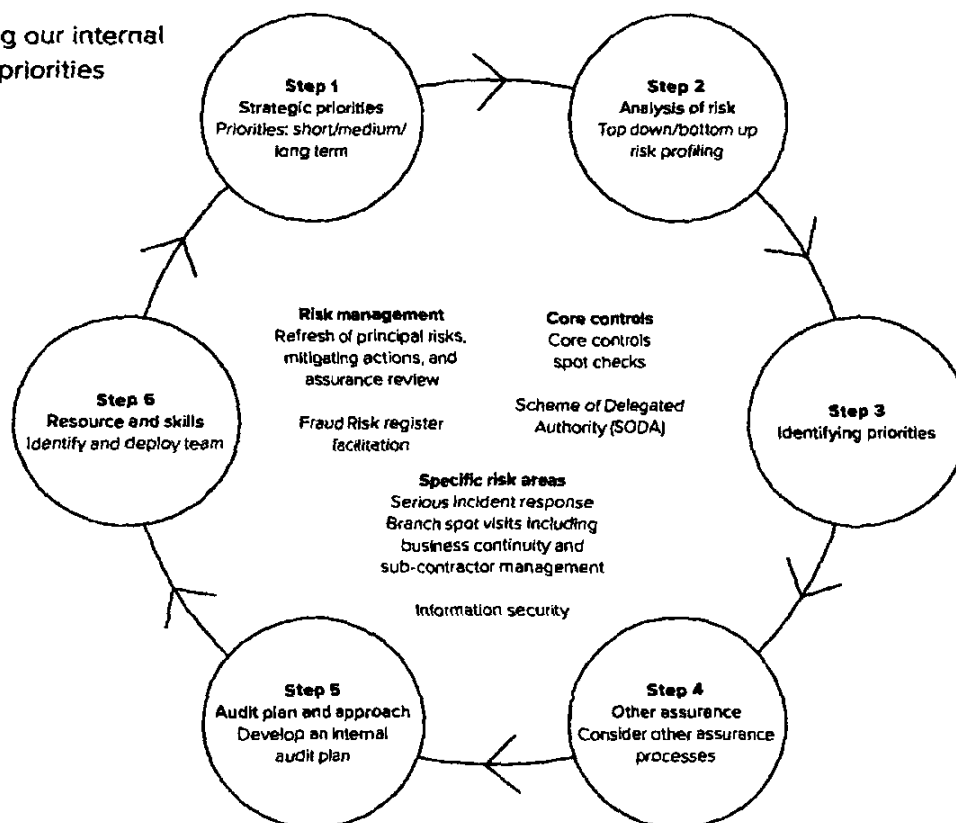 g our internal
priorities
Step 1
Strategic priorities
Priorities: short/medium/
long term
Step 2
Analysis of risk
Top down/bottom up
risk profiling
Risk management
Refresh of principal risks,
mitigating actions, and
assurance review
Fraud Risk register
facilitation
Core controls
Core controls
spot checks
Scheme of Delegated
Authority (SODA)
Step 3
Identifying priorities
Step 6
Resource and skills
Identify and deploy team
Specific risk areas
Serious incident response
Branch spot visits including
business continuity and
sub-contractor management
Information security
Step 5
Audit plan and approach
Develop an internal
audit plan
Step 4
Other assurance
Consider other assurance
processes